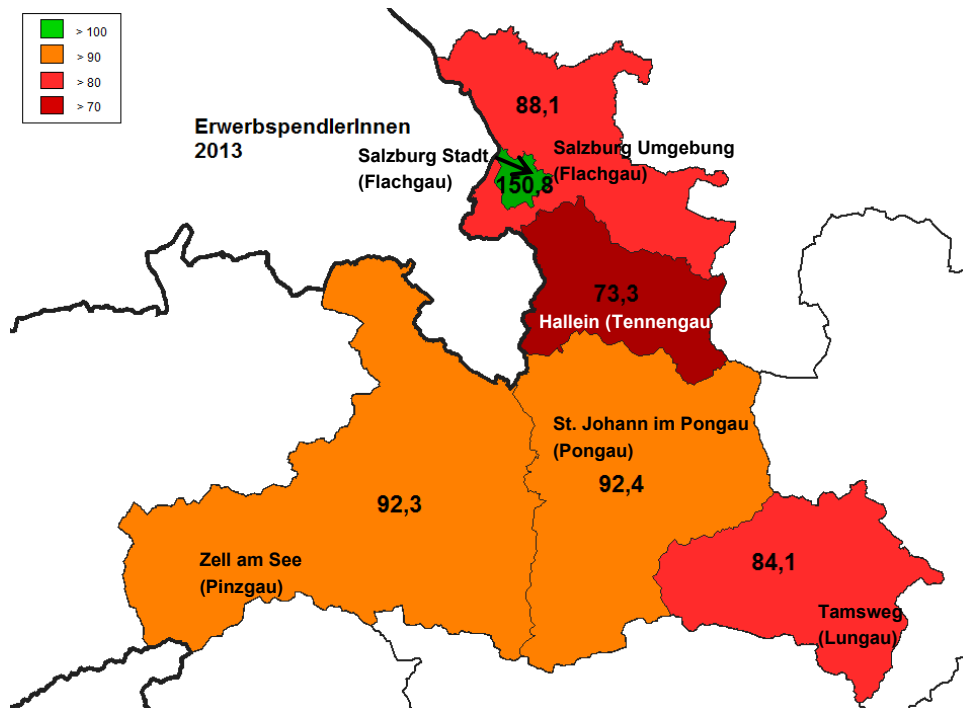 > 100
> 90
> 80
> 70
ErwerbspendlerInnen
2013
88,1
Salzburg Stadt
(Flachgau)
Salzburg Umgebung
(Flachgau)
150,8
73,3
Hallein (Tennengau
St. Johann im Pongau
(Pongau)
92,4
92,3
Zell am See
(Pinzgau)
84,1
Tamsweg
(Lungau)